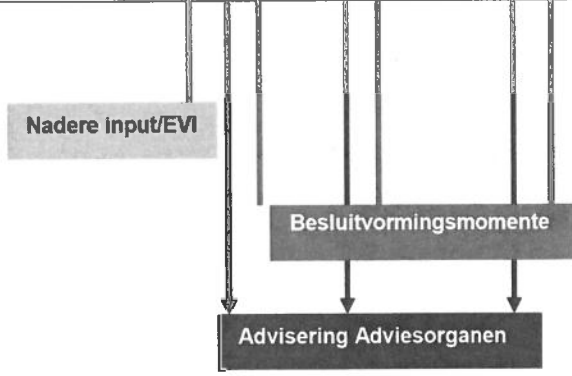 Nadere input/EVI
Besluitvormingsmomente
Advisering Adviesorganen